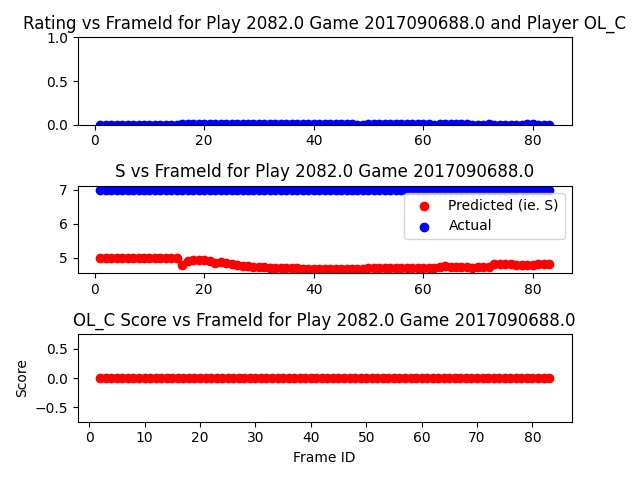 Rating vs FrameId for Play 2082.0 Game 2017090688.0 and Player OL_C
1.0
0.5
0.0
0 20 40 60 80
S vs FrameId for Play 2082.0 Game 2017090688.0
7
6
5
Predicted (ie. S)
Actual
0 20 40 60 80
OL_C Score vs FrameId for Play 2082.0 Game 2017090688.0
Score
0.5
0.0
−0.5
0 10 20 30 40 50 60 70 80
Frame ID